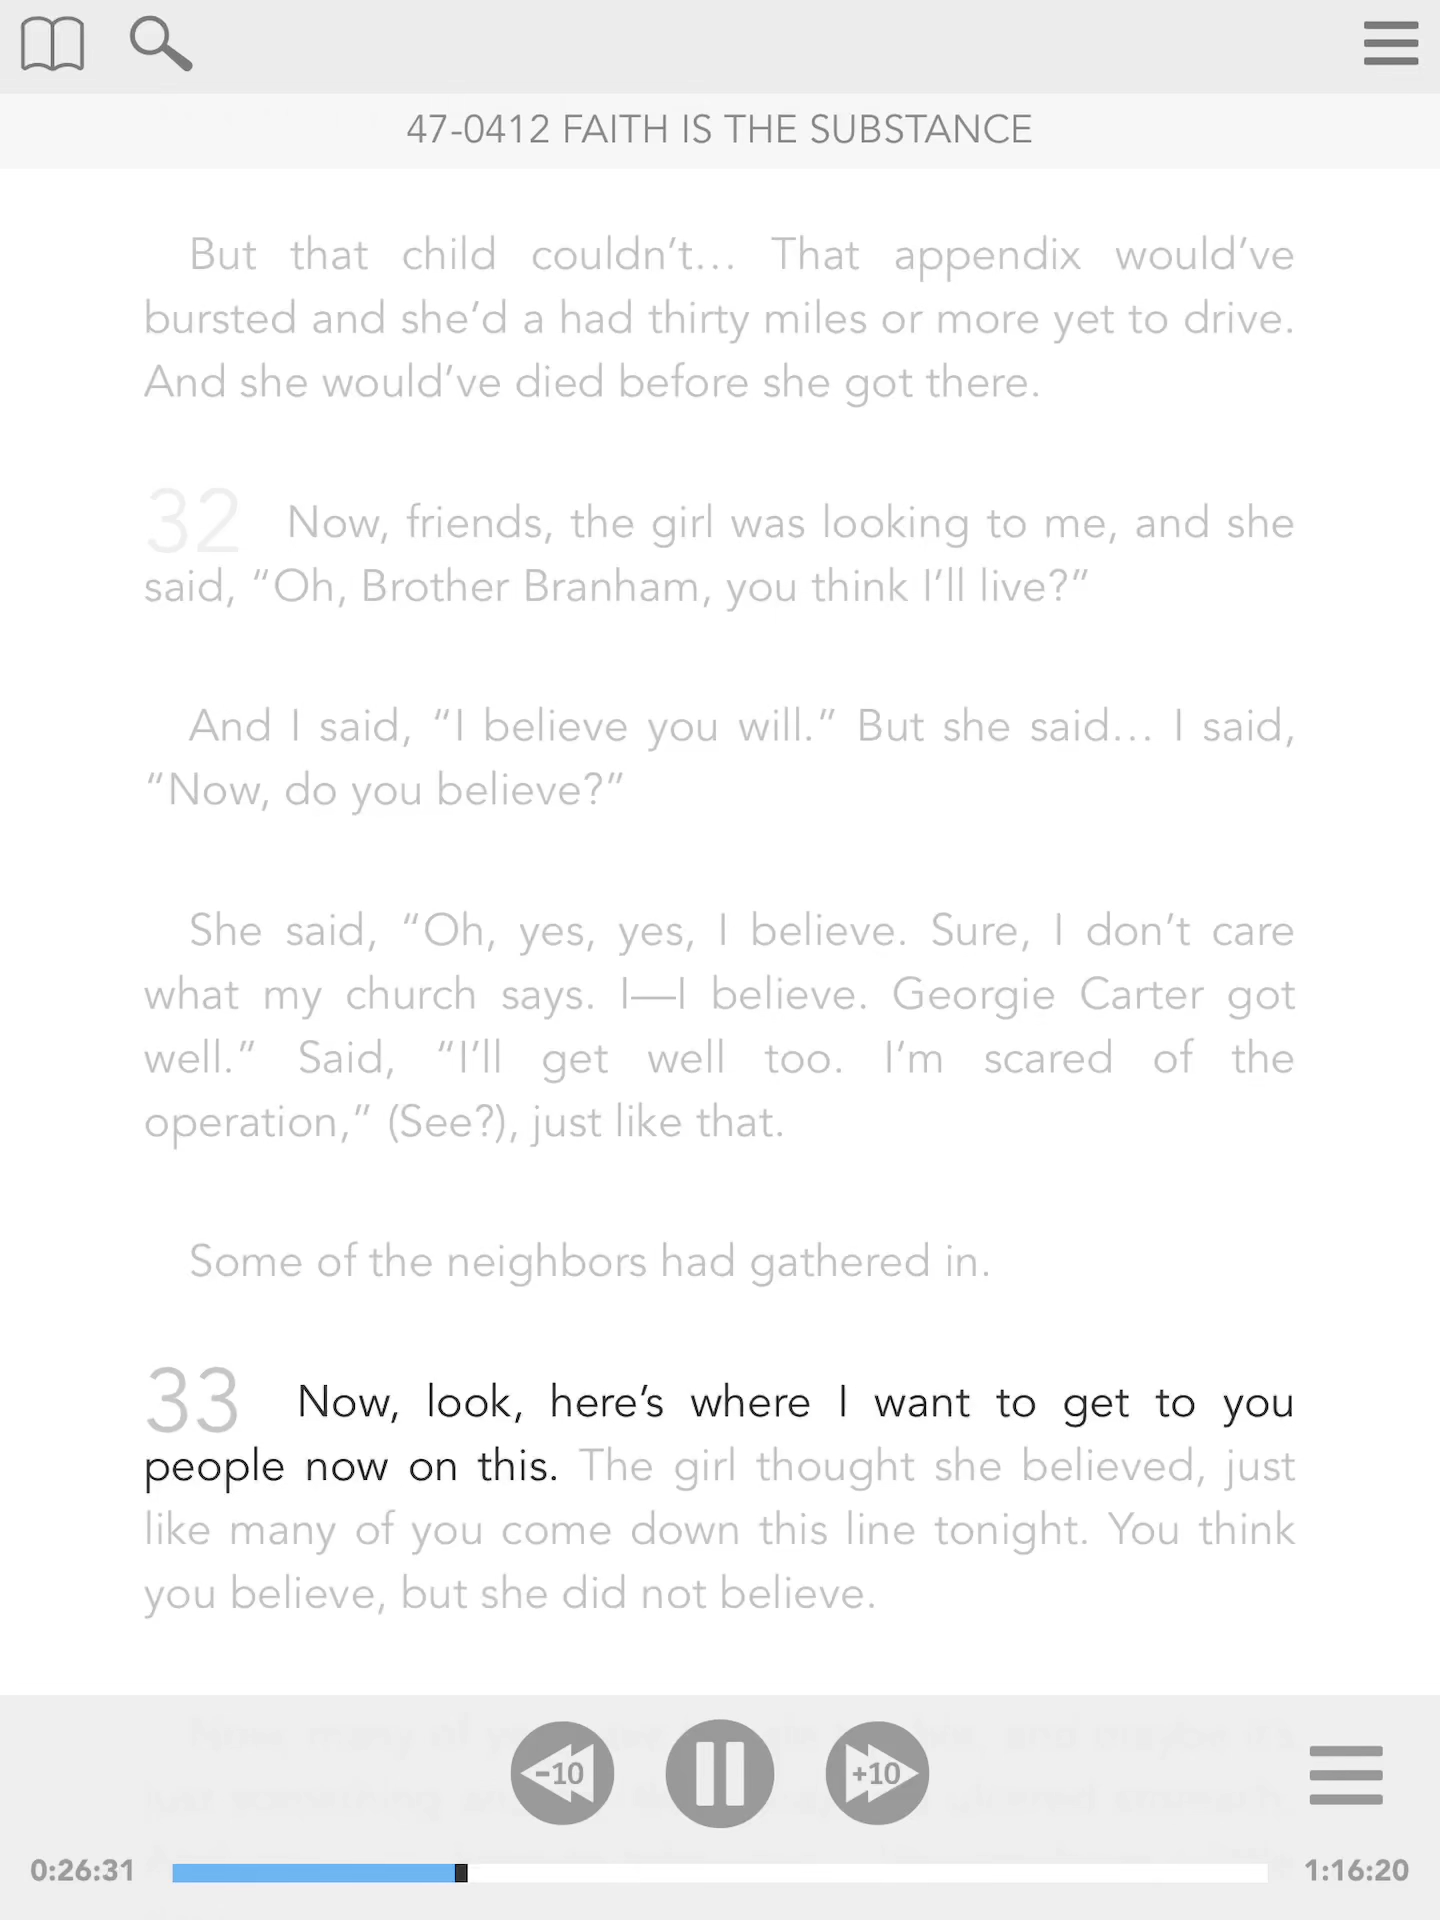 47-0412 FAITH IS THE SUBSTANCE
But that child couldn’t… That appendix would’ve
bursted and she’d a had thirty miles or more yet to drive.
And she would’ve died before she got there.
32 Now, friends, the girl was looking to me, and she
said, “Oh, Brother Branham, you think I’ll live?”
And I said, “I believe you will.” But she said… I said,
“Now, do you believe?”
She said, “Oh, yes, yes, I believe. Sure, I don’t care
what my church says. I—I believe. Georgie Carter got
well.” Said, “I’ll get well too. I’m scared of the
operation,” (See?), just like that.
Some of the neighbors had gathered in.
33 Now, look, here’s where I want to get to you
people now on this. The girl thought she believed, just
like many of you come down this line tonight. You think
you believe, but she did not believe.
-10 +10
0:26:31 1:16:20